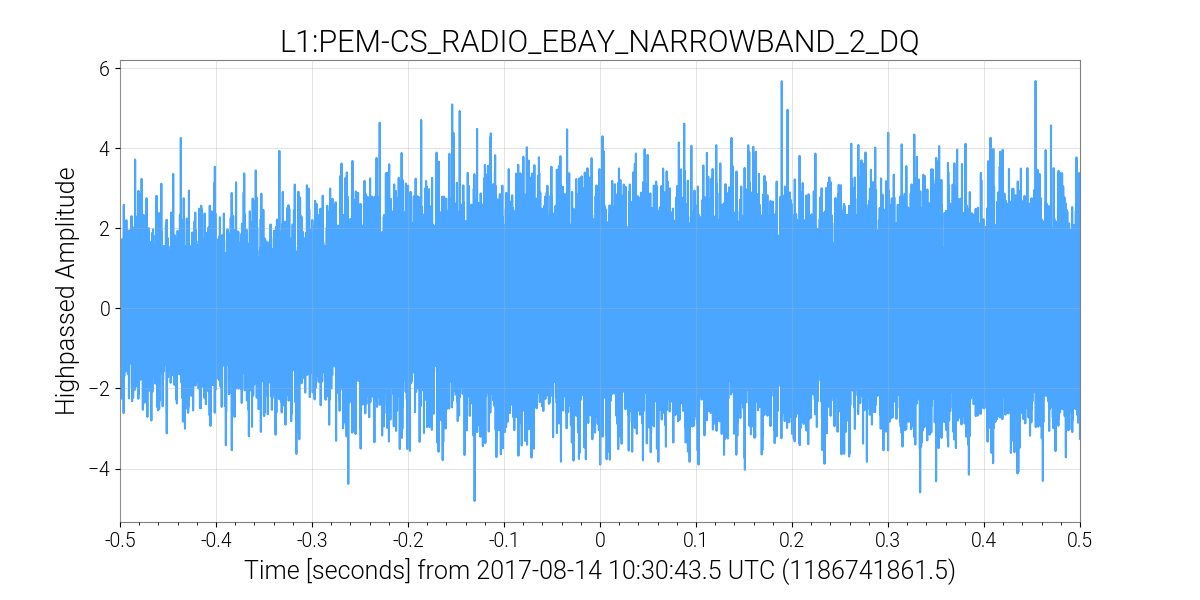 L1:PEM-CS_RADIO_EBAY_NARROWBAND_2_DQ
Highpassed Amplitude
6
4
2
0
−2
−4
-0.5 -0.4 -0.3 -0.2 -0.1 0 0.1 0.2 0.3 0.4 0.5
Time [seconds] from 2017-08-14 10:30:43.5 UTC (1186741861.5)